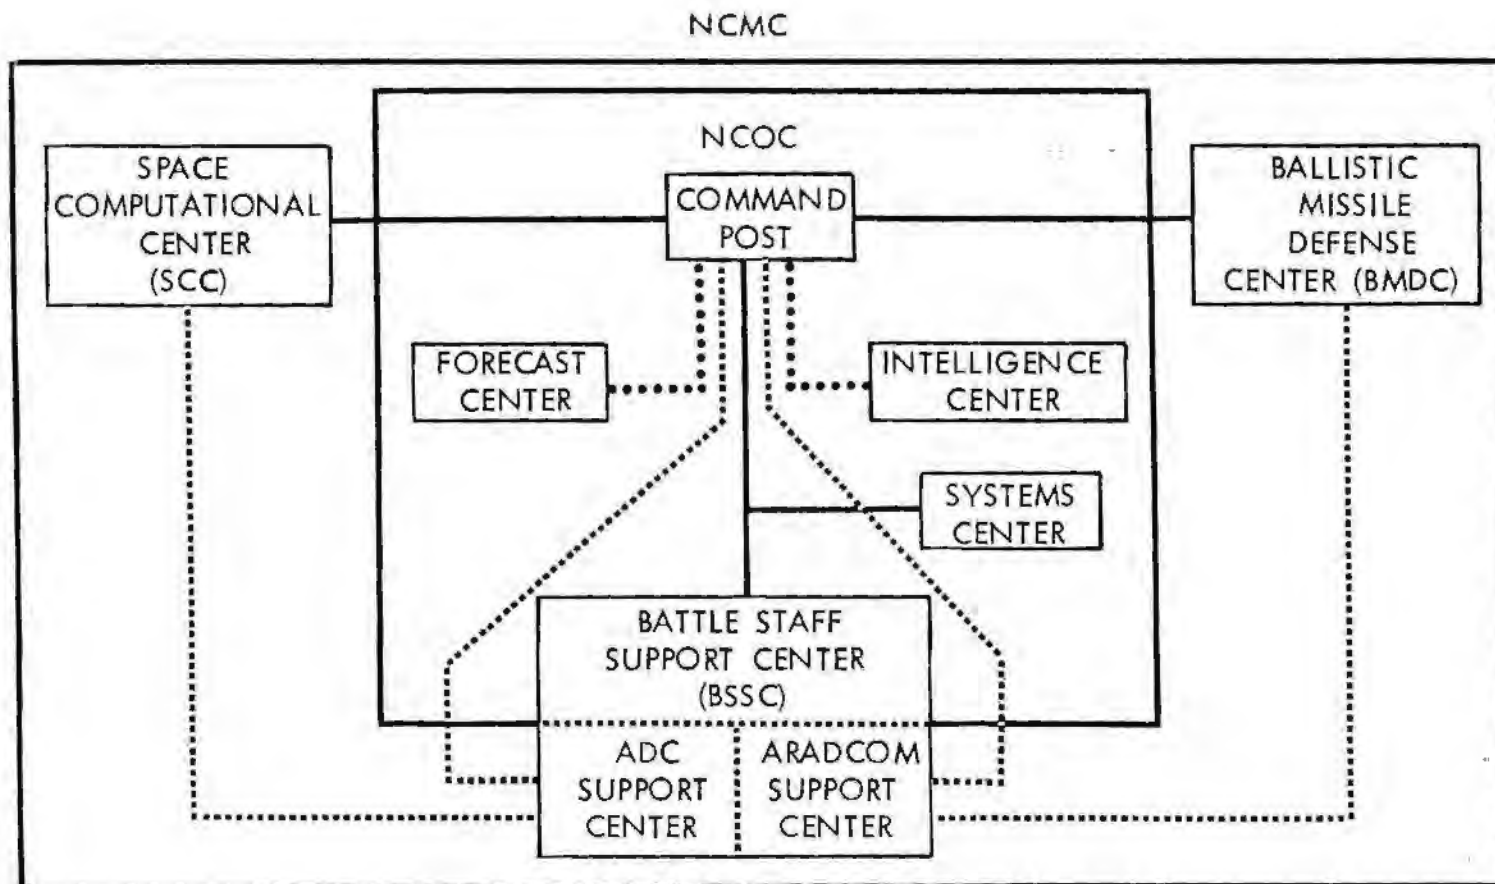 NCMC
NCOC
SPACE
COMPUTATIONAL
CENTER
(SCC)
COMMAND
POST
BALLISTIC
MISSILE
DEFENSE
CENTER (BMDC)
FORECAST
CENTER
INTELLIGENCE
CENTER
SYSTEMS
CENTER
BATTLE STAFF
SUPPORT CENTER
(BSSC)
ADC
SUPPORT
CENTER
ARADCOM
SUPPORT
CENTER